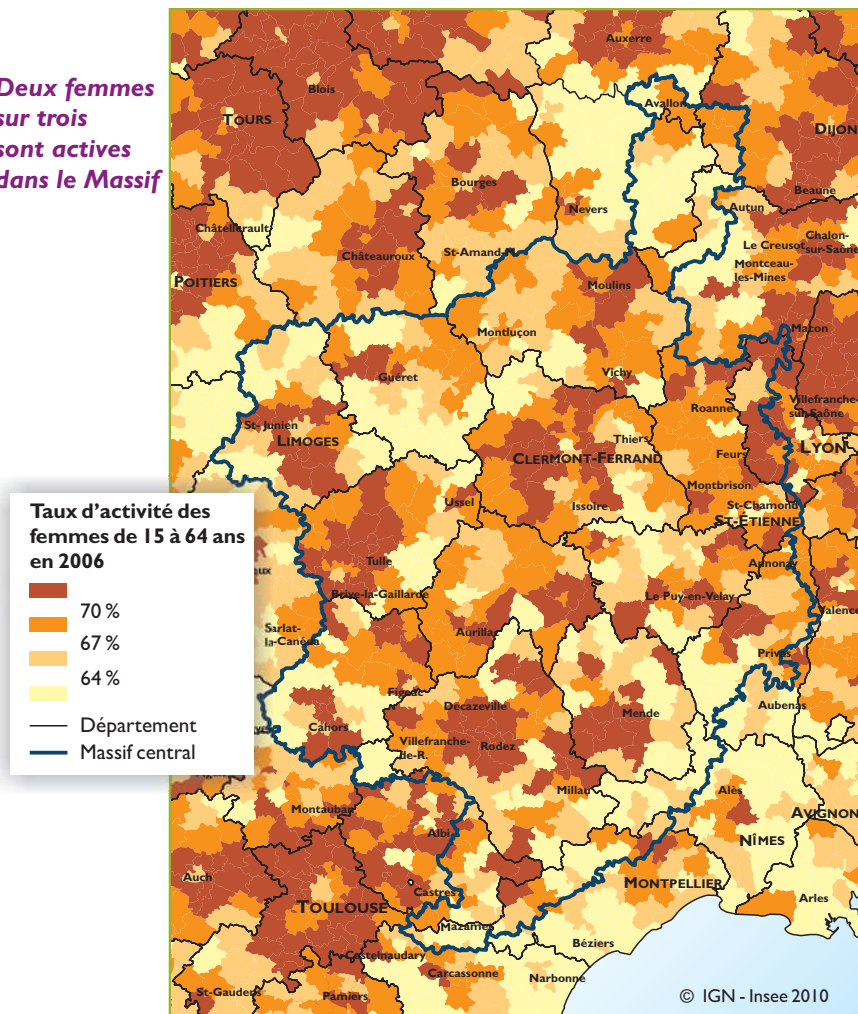 Deux femmes
sur trois
sont actives
dans le Massif
Auxerre
Blois
TOURS
Avallon
DIJON
Bourges
Beaune
Nevers
Autun
Châtellerault
Chalon-
sur-Saône
Le Creusot
Châteauroux
St-Amand-M.
Montceau-
les-Mines
POITIERS
Moulins
Montluçon
Macon
Guéret
Vichy
Villefranche-
sur-Saône
Roanne
St-Junien
LIMOGES
Thiers
LYON
CLERMONT-FERRAND
Feurs
Montbrison
Ussel
Issoire
St-Chamond
ST-ÉTIENNE
Taux d'activité des
femmes de 15 à 64 ans
en 2006
70 %
67 %
64 %
Département
Massif central
Tulle
Annonay
Brive-la-Gaillarde
Le Puy-en-Velay
Valence
Sarlat-
la-Canéda
Aurillac
Privas
Figeac
Décazeville
Aubenas
Cahors
Mende
Villefranche-
de-R.
Rodez
Millau
Alès
Montauban
AVIGNON
Albi
NÎMES
Auch
MONTPELLIER
Castres
Arles
TOULOUSE
Mazamet
Béziers
Castelnaudary
Carcassonne
Narbonne
St-Gaudens
Pamiers
© IGN - Insee 2010